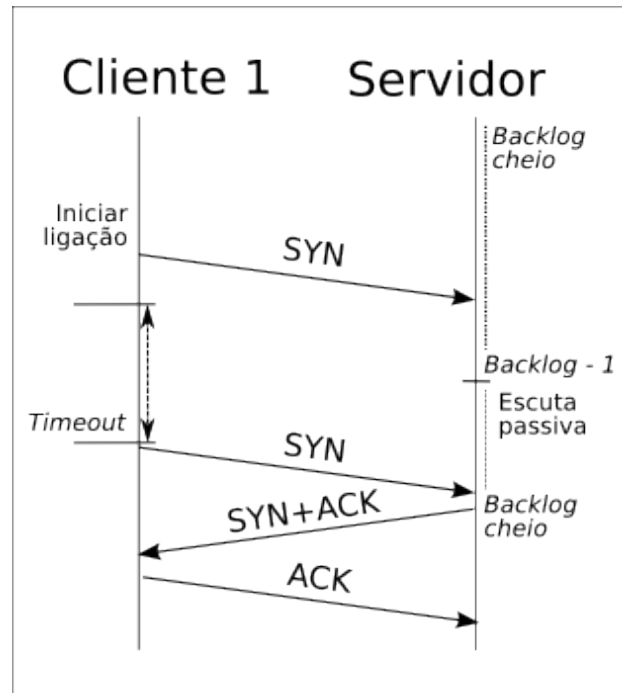 Cliente 1
Servidor
Backlog
cheio
Iniciar
ligação
SYN
Backlog - 1
Escuta
passiva
Timeout
SYN
SYN+ACK
Backlog
cheio
ACK